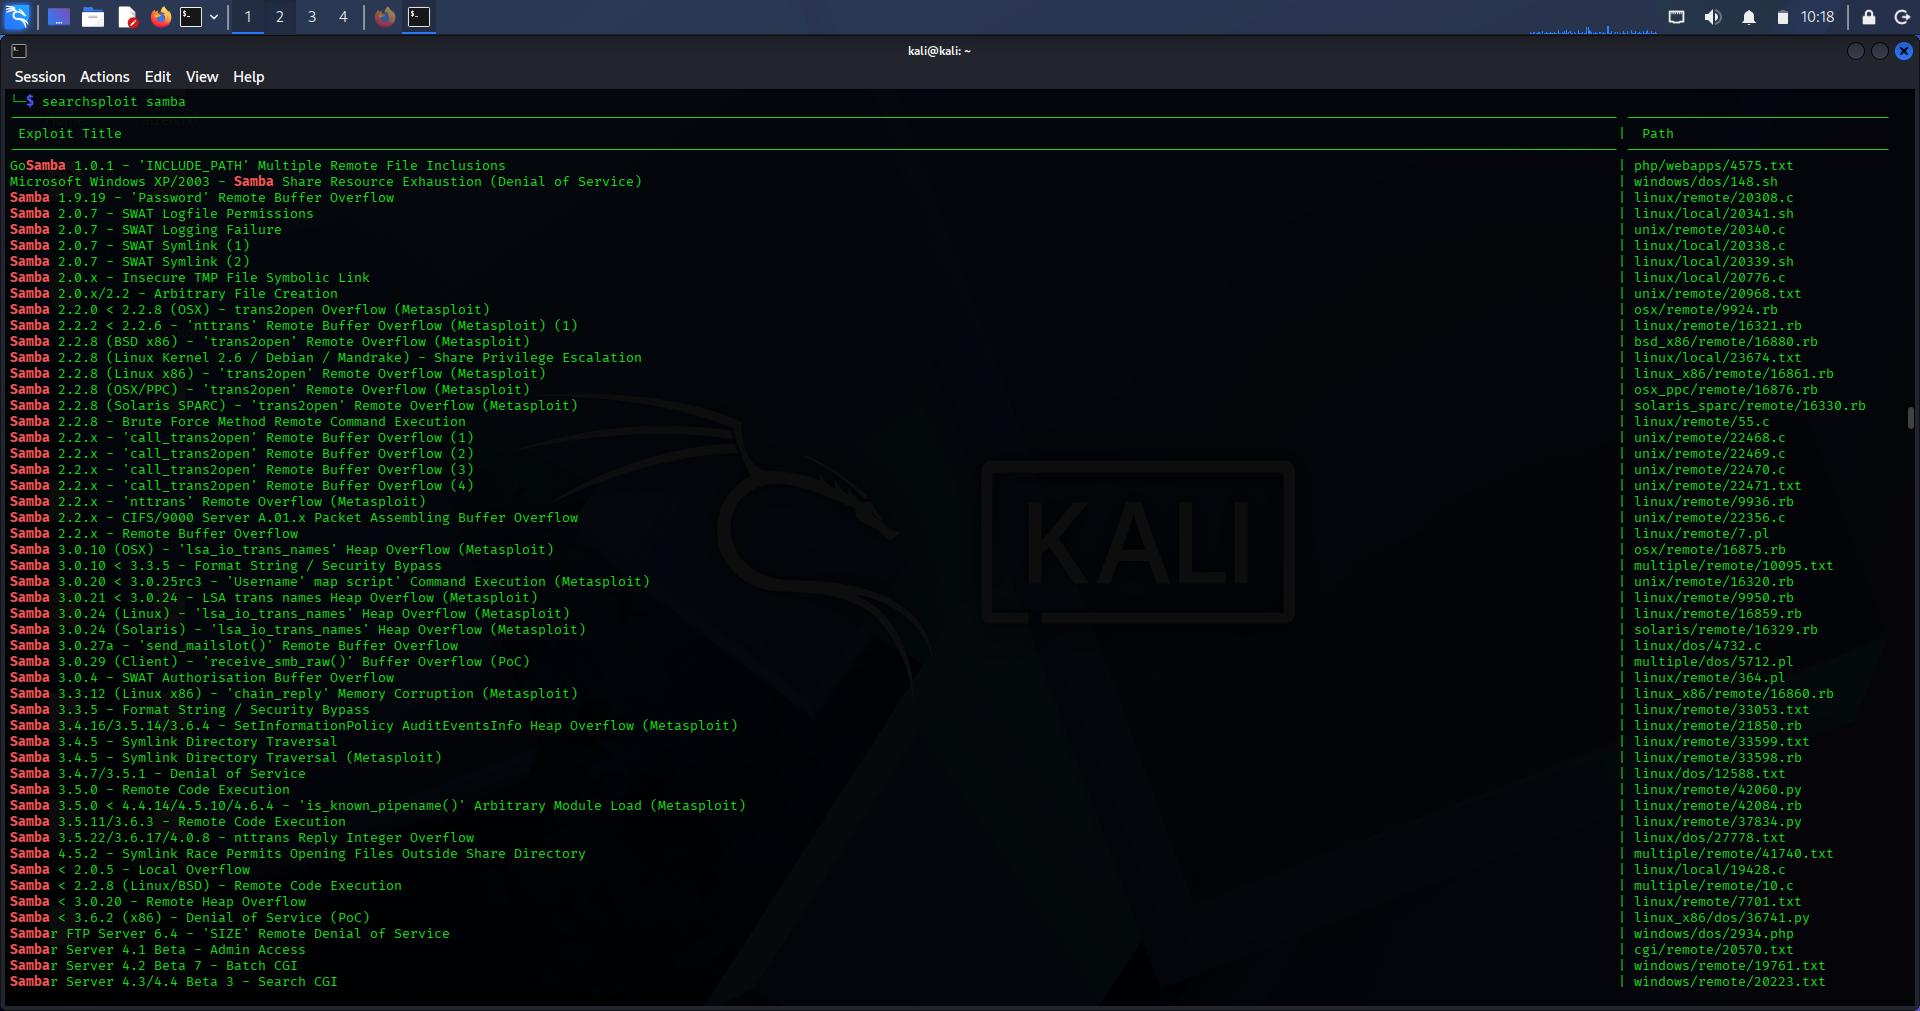 1 2 3 4 10:18
kali@kali: ~
Session Actions Edit View Help
└─$ searchsploit samba
Exploit Title | Path
GoSamba 1.0.1 - 'INCLUDE_PATH' Multiple Remote File Inclusions | php/webapps/4575.txt
Microsoft Windows XP/2003 - Samba Share Resource Exhaustion (Denial of Service) | windows/dos/148.sh
Samba 1.9.19 - 'Password' Remote Buffer Overflow | linux/remote/20308.c
Samba 2.0.7 - SWAT Logfile Permissions | linux/local/20341.sh
Samba 2.0.7 - SWAT Logging Failure | unix/remote/20340.c
Samba 2.0.7 - SWAT Symlink (1) | linux/local/20338.c
Samba 2.0.7 - SWAT Symlink (2) | linux/local/20339.sh
Samba 2.0.x - Insecure TMP File Symbolic Link | linux/local/20776.c
Samba 2.0.x/2.2 - Arbitrary File Creation | unix/remote/20968.txt
Samba 2.2.0 < 2.2.8 (OSX) - trans2open Overflow (Metasploit) | osx/remote/9924.rb
Samba 2.2.2 < 2.2.6 - 'nttrans' Remote Buffer Overflow (Metasploit) (1) | linux/remote/16321.rb
Samba 2.2.8 (BSD x86) - 'trans2open' Remote Overflow (Metasploit) | bsd_x86/remote/16880.rb
Samba 2.2.8 (Linux Kernel 2.6 / Debian / Mandrake) - Share Privilege Escalation | linux/local/23674.txt
Samba 2.2.8 (Linux x86) - 'trans2open' Remote Overflow (Metasploit) | linux_x86/remote/16861.rb
Samba 2.2.8 (OSX/PPC) - 'trans2open' Remote Overflow (Metasploit) | osx_ppc/remote/16876.rb
Samba 2.2.8 (Solaris SPARC) - 'trans2open' Remote Overflow (Metasploit) | solaris_sparc/remote/16330.rb
Samba 2.2.8 - Brute Force Method Remote Command Execution | linux/remote/55.c
Samba 2.2.x - 'call_trans2open' Remote Buffer Overflow (1) | unix/remote/22468.c
Samba 2.2.x - 'call_trans2open' Remote Buffer Overflow (2) | unix/remote/22469.c
Samba 2.2.x - 'call_trans2open' Remote Buffer Overflow (3) | unix/remote/22470.c
Samba 2.2.x - 'call_trans2open' Remote Buffer Overflow (4) | unix/remote/22471.txt
Samba 2.2.x - 'nttrans' Remote Overflow (Metasploit) | linux/remote/9936.rb
Samba 2.2.x - CIFS/9000 Server A.01.x Packet Assembling Buffer Overflow | unix/remote/22356.c
Samba 2.2.x - Remote Buffer Overflow | linux/remote/7.pl
Samba 3.0.10 (OSX) - 'lsa_io_trans_names' Heap Overflow (Metasploit) | osx/remote/16875.rb
Samba 3.0.10 < 3.3.5 - Format String / Security Bypass | multiple/remote/10095.txt
Samba 3.0.20 < 3.0.25rc3 - 'Username' map script' Command Execution (Metasploit) | unix/remote/16320.rb
Samba 3.0.21 < 3.0.24 - LSA trans names Heap Overflow (Metasploit) | linux/remote/9950.rb
Samba 3.0.24 (Linux) - 'lsa_io_trans_names' Heap Overflow (Metasploit) | linux/remote/16859.rb
Samba 3.0.24 (Solaris) - 'lsa_io_trans_names' Heap Overflow (Metasploit) | solaris/remote/16329.rb
Samba 3.0.27a - 'send_mailslot()' Remote Buffer Overflow | linux/dos/4732.c
Samba 3.0.29 (Client) - 'receive_smb_raw()' Buffer Overflow (PoC) | multiple/dos/5712.pl
Samba 3.0.4 - SWAT Authorisation Buffer Overflow | linux/remote/364.pl
Samba 3.3.12 (Linux x86) - 'chain_reply' Memory Corruption (Metasploit) | linux_x86/remote/16860.rb
Samba 3.3.5 - Format String / Security Bypass | linux/remote/33053.txt
Samba 3.4.16/3.5.14/3.6.4 - SetInformationPolicy AuditEventsInfo Heap Overflow (Metasploit) | linux/remote/21850.rb
Samba 3.4.5 - Symlink Directory Traversal | linux/remote/33599.txt
Samba 3.4.5 - Symlink Directory Traversal (Metasploit) | linux/remote/33598.rb
Samba 3.4.7/3.5.1 - Denial of Service | linux/dos/12588.txt
Samba 3.5.0 - Remote Code Execution | linux/remote/42060.py
Samba 3.5.0 < 4.4.14/4.5.10/4.6.4 - 'is_known_pipename()' Arbitrary Module Load (Metasploit) | linux/remote/42084.rb
Samba 3.5.11/3.6.3 - Remote Code Execution | linux/remote/37834.py
Samba 3.5.22/3.6.17/4.0.8 - nttrans Reply Integer Overflow | linux/dos/27778.txt
Samba 4.5.2 - Symlink Race Permits Opening Files Outside Share Directory | multiple/remote/41740.txt
Samba < 2.0.5 - Local Overflow | linux/local/19428.c
Samba < 2.2.8 (Linux/BSD) - Remote Code Execution | multiple/remote/10.c
Samba < 3.0.20 - Remote Heap Overflow | linux/remote/7701.txt
Samba < 3.6.2 (x86) - Denial of Service (PoC) | linux_x86/dos/36741.py
Sambar FTP Server 6.4 - 'SIZE' Remote Denial of Service | windows/dos/2934.php
Sambar Server 4.1 Beta - Admin Access | cgi/remote/20570.txt
Sambar Server 4.2 Beta 7 - Batch CGI | windows/remote/19761.txt
Sambar Server 4.3/4.4 Beta 3 - Search CGI | windows/remote/20223.txt
KALI